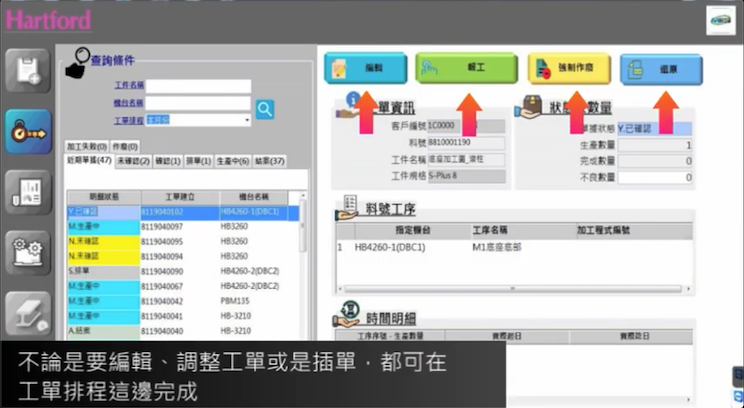 Hartford
查詢條件
工件名稱
機台名稱
工單排程 本月份
加工失敗(0) 作廢(0)
近期單據(47) 未確認(2) 確認(1) 排單(1) 生產中(6) 結案(37)
明細狀態 工單建立 機台名稱
Y.已確認 8119040102 HB4260-1(DBC1)
M.生產中 8119040097 HB3260
N.未確認 8119040095 HB3260
N.未確認 8119040094 HB3260
S.排單 8119040090 HB4260-2(DBC2)
M.生產中 8119040067 HB4260-2(DBC2)
M.生產中 8119040042 PBM135
M.生產中 8119040041 HB-3210
A.結案 8119040040 HB-3210
編輯 報工 強制作廢 還原
單資訊
客戶編號 1C0000
料號 8810001190
工件名稱 底座加工圖_滑柱
工件規格 S-Plus 8
狀態 數量
單據狀態 Y.已確認
生產數量 1
完成數量 0
不良數量 0
料號工序
指定機台 工序名稱 加工程式編號
1 HB4260-1(DBC1) M1底座底部
時間明細
工序序號-生產數量 實際起日 實際迄日
不論是要編輯、調整工單或是插單，都可在
工單排程這邊完成